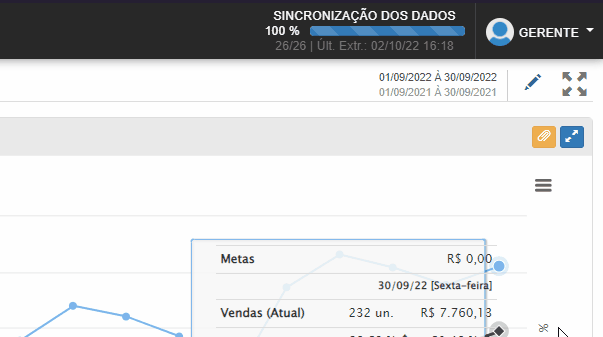 SINCRONIZAÇÃO DOS DADOS
100 %
26/26 | Últ. Extr.: 02/10/22 16:18
GERENTE
01/09/2022 À 30/09/2022
01/09/2021 À 30/09/2021
Metas R$ 0,00
30/09/22 [Sexta-feira]
Vendas (Atual) 232 un. R$ 7.760,18